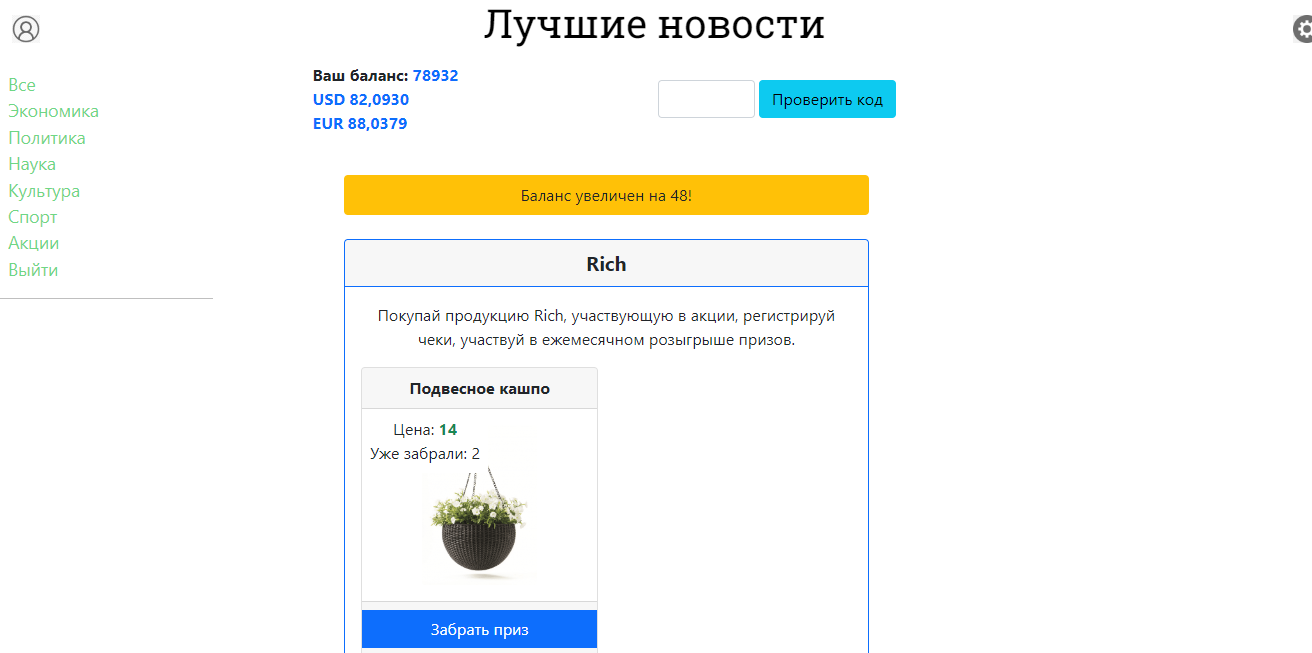 Лучшие новости
Все
Экономика
Политика
Наука
Культура
Спорт
Акции
Выйти
Ваш баланс: 78932
USD 82,0930
EUR 88,0379
Проверить код
Баланс увеличен на 48!
Rich
Покупай продукцию Rich, участвующую в акции, регистрируй
чеки, участвуй в ежемесячном розыгрыше призов.
Подвесное кашпо
Цена: 14
Уже забрали: 2
Забрать приз